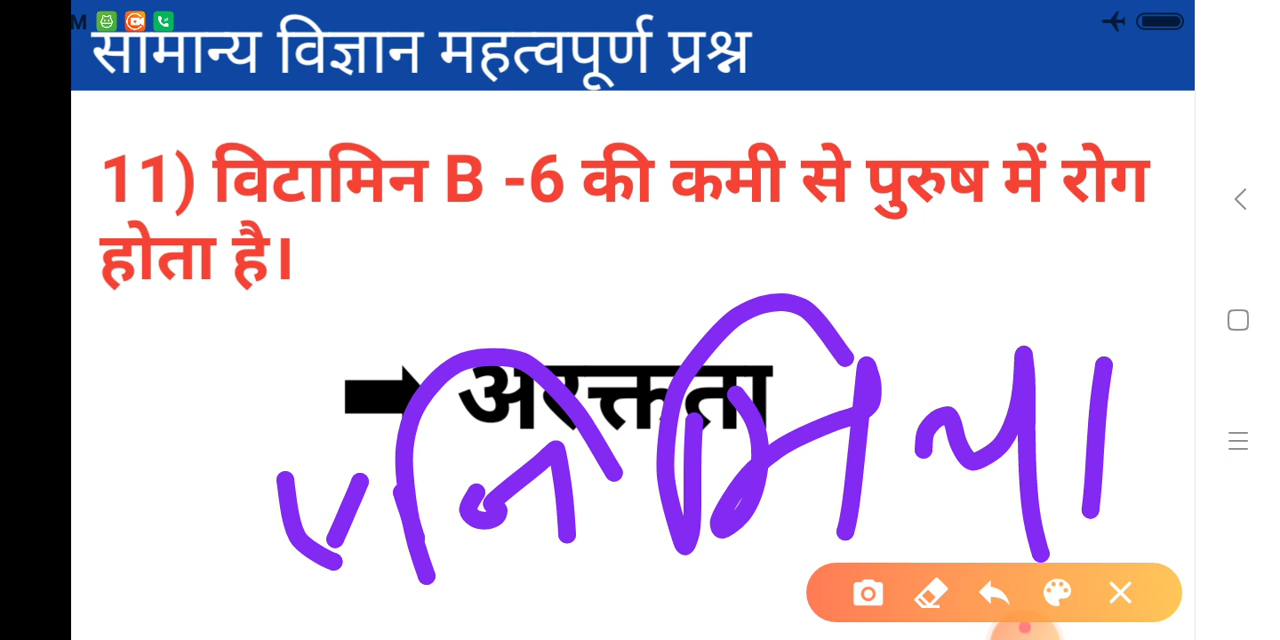 सामान्य विज्ञान महत्वपूर्ण प्रश्न
11) विटामिन B -6 की कमी से पुरुष में रोग
होता है।
➡ अरक्तता
एनिमिया